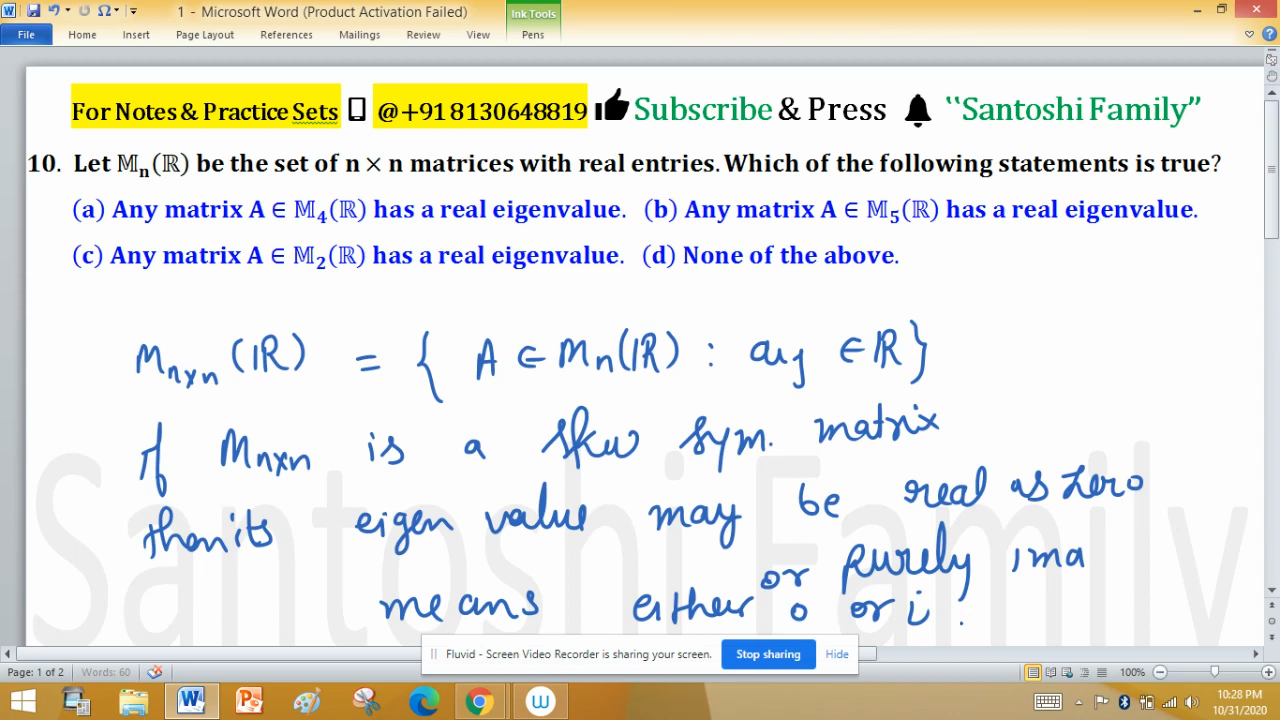 1 - Microsoft Word (Product Activation Failed)
Ink Tools
File Home Insert Page Layout References Mailings Review View Pens
For Notes & Practice Sets @+91 8130648819 Subscribe & Press "Santoshi Family"
10. Let 𝕄n(ℝ) be the set of n × n matrices with real entries. Which of the following statements is true?
(a) Any matrix A ∈ 𝕄4(ℝ) has a real eigenvalue. (b) Any matrix A ∈ 𝕄5(ℝ) has a real eigenvalue.
(c) Any matrix A ∈ 𝕄2(ℝ) has a real eigenvalue. (d) None of the above.
Mnxn (IR) = { A ∈ Mn(IR) : aij ∈ IR }
if Mnxn is a skw sym. matrix
then its eigen value may be real as zero
or purely ima
means either 0 or i.
Santoshi Family
Fluvid - Screen Video Recorder is sharing your screen. Stop sharing Hide
Page: 1 of 2 Words: 60 100%
10:28 PM
10/31/2020